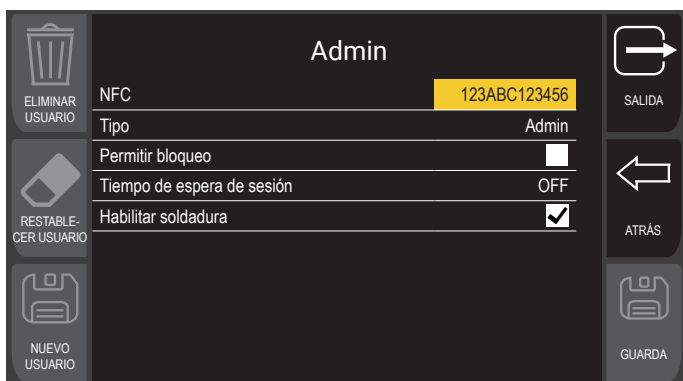 Admin
ELIMINAR
USUARIO
NFC 123ABC123456
Tipo Admin
Permitir bloqueo
Tiempo de espera de sesión OFF
Habilitar soldadura
SALIDA
RESTABLE-
CER USUARIO
ATRÁS
NUEVO
USUARIO
GUARDA